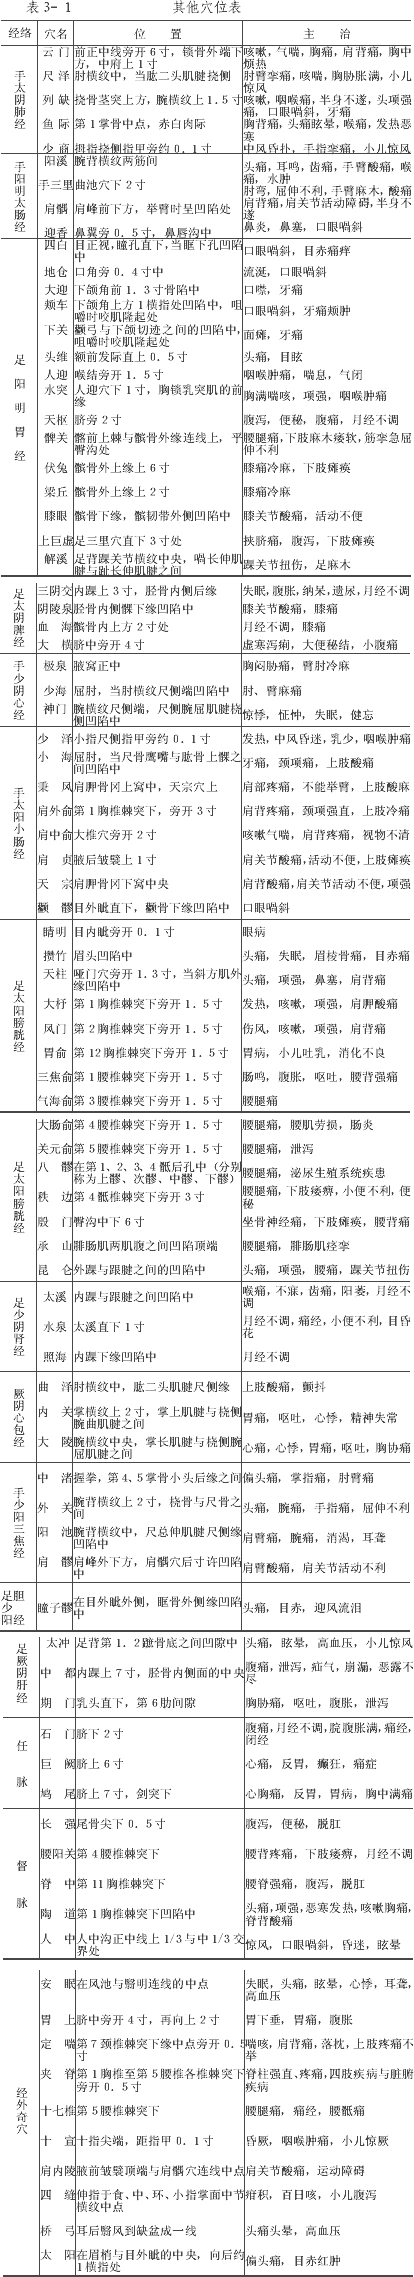 表 3- 1 其他穴位表
经络 穴名 位 置 主 治
手太阴肺经
云 门 前正中线旁开 6 寸，锁骨外端下方，中府上 1 寸 咳嗽，气喘，胸痛，肩背痛，胸中烦热
尺 泽 肘横纹中，当肱二头肌腱挠侧 肘臂挛痛，咳喘，胸胁胀满，小儿惊风
列 缺 挠骨茎突上方，腕横纹上 1. 5 寸 咳嗽，咽喉痛，半身不遂，头项强痛，口眼喎斜，牙痛
鱼 际 第 1 掌骨中点，赤白肉际 胸背痛，头痛眩晕，喉痛，发热恶寒
少 商 拇指挠侧指甲旁约 0. 1 寸 中风昏扑，手指挛痛，小儿惊风
手阳明大肠经
阳溪 腕背横纹两筋间 头痛，耳鸣，齿痛，手臂酸痛，喉痛，水肿
手三里 曲池穴下 2 寸 肘弯，屈伸不利，手臂麻木，酸痛
肩髃 肩峰前下方，举臂时呈凹陷处 肩背痛，肩关节活动障碍，半身不遂
迎香 鼻翼旁 0. 5 寸，鼻唇沟中 鼻炎，鼻塞，口眼喎斜
足阳明胃经
四白 目正视，瞳孔直下，当眶下孔凹陷中 口眼喎斜，目赤痛痒
地仓 口角旁 0. 4 寸中 流涎，口眼喎斜
大迎 下颌角前 1. 3 寸骨陷中 口噤，牙痛
颊车 下颌角上方 1 横指处凹陷中，咀嚼时咬肌隆起处 口眼喎斜，牙痛颊肿
下关 颧弓与下颌切迹之间的凹陷中，咀嚼时咬肌隆起处 面瘫，牙痛
头维 额前发际直上 0. 5 寸 头痛，目眩
人迎 喉结旁开 1. 5 寸 咽喉肿痛，喘息，气闭
水突 人迎穴下 1 寸，胸锁乳突肌的前缘 胸满喘咳，项强，咽喉肿痛
天枢 脐旁 2 寸 腹泻，便秘，腹痛，月经不调
髀关 髂前上棘与髌骨外缘连线上，平臀沟处 腰腿痛，下肢麻木痿软，筋挛急屈伸不利
伏兔 髌骨外上缘上 6 寸 膝痛冷麻，下肢瘫痪
梁丘 髌骨外上缘上 2 寸 膝痛冷麻
膝眼 髌骨下缘，髌韧带外侧凹陷中 膝关节酸痛，活动不便
上巨虚 足三里穴直下 3 寸处 挟脐痛，腹泻，下肢瘫痪
解溪 足背踝关节横纹中央，𧿹长伸肌腱与趾长伸肌腱之间 踝关节扭伤，足麻木
足太阴脾经
三阴交 内踝上 3 寸，胫骨内侧后缘 失眠，腹胀，纳呆，遗尿，月经不调
阴陵泉 胫骨内侧髁下缘凹陷中 膝关节酸痛，膝痛
血 海 髌骨内上方 2 寸处 月经不调，膝痛
大 横 脐中旁开 4 寸 虚寒泻痢，大便秘结，小腹痛
手少阴心经
极泉 腋窝正中 胸闷胁痛，臂肘冷麻
少海 屈肘，当肘横纹尺侧端凹陷中 肘、臂麻痛
神门 腕横纹尺侧端，尺侧腕屈肌腱挠侧凹陷中 惊悸，怔忡，失眠，健忘
手太阳小肠经
少 泽 小指尺侧指甲旁约 0. 1 寸 发热，中风昏迷，乳少，咽喉肿痛
小 海 屈肘，当尺骨鹰嘴与肱骨上髁之间凹陷中 牙痛，颈项痛，上肢酸痛
秉 风 肩胛骨冈上窝中，天宗穴上 肩部疼痛，不能举臂，上肢酸麻
肩外俞 第 1 胸椎棘突下，旁开 3 寸 肩背疼痛，颈项强直，上肢冷痛
肩中俞 大椎穴旁开 2 寸 咳嗽气喘，肩背疼痛，视物不清
肩 贞 腋后皱襞上 1 寸 肩关节酸痛，活动不便，上肢瘫痪
天 宗 肩胛骨冈下窝中央 肩背酸痛，肩关节活动不便，项强
颧 髎 目外眦直下，颧骨下缘凹陷中 口眼喎斜
足太阳膀胱经
睛明 目内眦旁开 0. 1 寸 眼病
攒竹 眉头凹陷中 头痛，失眠，眉棱骨痛，目赤痛
天柱 哑门穴旁开 1. 3 寸，当斜方肌外缘凹陷中 头痛，项强，鼻塞，肩背痛
大杼 第 1 胸椎棘突下旁开 1. 5 寸 发热，咳嗽，项强，肩胛酸痛
风门 第 2 胸椎棘突下旁开 1. 5 寸 伤风，咳嗽，项强，肩背痛
胃俞 第 12 胸椎棘突下旁开 1. 5 寸 胃病，小儿吐乳，消化不良
三焦俞 第 1 腰椎棘突下旁开 1. 5 寸 肠鸣，腹胀，呕吐，腰背强痛
气海俞 第 3 腰椎棘突下旁开 1. 5 寸 腰腿痛
足太阳膀胱经
大肠俞 第 4 腰椎棘突下旁开 1. 5 寸 腰腿痛，腰肌劳损，肠炎
关元俞 第 5 腰椎棘突下旁开 1. 5 寸 腰腿痛，泄泻
八 髎 在第 1、2、3、4 骶后孔中（分别称为上髎、次髎、中髎、下髎） 腰腿痛，泌尿生殖系统疾患
秩 边 第 4 骶椎棘突下旁开 3 寸 腰腿痛，下肢痿痹，小便不利，便秘
殷 门 臀沟中下 6 寸 坐骨神经痛，下肢瘫痪，腰背痛
承 山 腓肠肌两肌腹之间凹陷顶端 腰腿痛，腓肠肌痉挛
昆 仑 外踝与跟腱之间的凹陷中 头痛，项强，腰痛，踝关节扭伤
足少阴肾经
太溪 内踝与跟腱之间凹陷中 喉痛，不寐，齿痛，阳萎，月经不调
水泉 太溪直下 1 寸 月经不调，痛经，小便不利，目昏花
照海 内踝下缘凹陷中 月经不调
厥阴心包经
曲 泽 肘横纹中，肱二头肌腱尺侧缘 上肢酸痛，颤抖
内 关 掌横纹上 2 寸，掌上肌腱与桡侧腕曲肌腱之间 胃痛，呕吐，心悸，精神失常
大 陵 腕横纹中央，掌长肌腱与桡侧腕屈肌腱之间 心痛，心悸，胃痛，呕吐，胸协痛
手少阳三焦经
中 渚 握拳，第 4、5 掌骨小头后缘之间 偏头痛，掌指痛，肘臂痛
外 关 腕背横纹上 2 寸，桡骨与尺骨之间 头痛，腕痛，手指痛，屈伸不利
阳 池 腕背横纹中，尺总伸肌腱尺侧缘凹陷中 肩臂痛，腕痛，消渴，耳聋
肩 髎 肩峰外下方，肩髃穴后寸许凹陷中 肩臂酸痛，肩关节活动不利
足少阳胆经
瞳子髎 在目外眦外侧，眶骨外侧缘凹陷中 头痛，目赤，迎风流泪
足厥阴肝经
太冲 足背第 1. 2 蹠骨底之间凹隙中 头痛，眩晕，高血压，小儿惊风
中 都 内踝上 7 寸，胫骨内侧面的中央 腹痛，泄泻，疝气，崩漏，恶露不尽
期 门 乳头直下，第 6 肋间隙 胸胁痛，呕吐，腹胀，泄泻
任脉
石 门 脐下 2 寸 腹痛，月经不调，脘腹胀满，痛经，闭经
巨 阙 脐上 6 寸 心痛，反胃，癫狂，痛症
鸠 尾 脐上 7 寸，剑突下 心胸痛，反胃，胃病，胸中满痛
督脉
长 强 尾骨尖下 0. 5 寸 腹泻，便秘，脱肛
腰阳关 第 4 腰椎棘突下 腰背疼痛，下肢痿痹，月经不调
脊 中 第 11 胸椎棘突下 腰脊强痛，腹泻，脱肛
陶 道 第 1 胸椎棘突下凹陷中 头痛，项强，恶寒发热，咳嗽胸痛，脊背酸痛
人 中 人中沟正中线上 1/3 与中 1/3 交界处 惊风，口眼喎斜，昏迷，眩晕
经外奇穴
安 眠 在风池与翳明连线的中点 失眠，头痛，眩晕，心悸，耳聋，高血压
胃 上 脐中旁开 4 寸，再向上 2 寸 胃下垂，胃痛，腹胀
定 喘 第 7 颈椎棘突下缘中点旁开 0. 5 寸 喘咳，肩背痛，落枕，上肢疼痛不举
夹 脊 第 1 胸椎至第 5 腰椎各椎棘突下旁开 0. 5 寸 脊柱强直、疼痛，四肢疾病与脏腑疾病
十七椎 第 5 腰椎棘突下 腰腿痛，痛经，腰骶痛
十 宣 十指尖端，距指甲 0. 1 寸 昏厥，咽喉肿痛，小儿惊厥
肩内陵 腋前皱襞顶端与肩髃穴连线中点 肩关节酸痛，运动障碍
四 缝 伸指于食、中、环、小指掌面中节横纹中点 疳积，百日咳，小儿腹泻
桥 弓 耳后翳风到缺盆成一线 头痛头晕，高血压
太 阳 在眉梢与目外眦的中央，向后约 1 横指处 偏头痛，目赤红肿